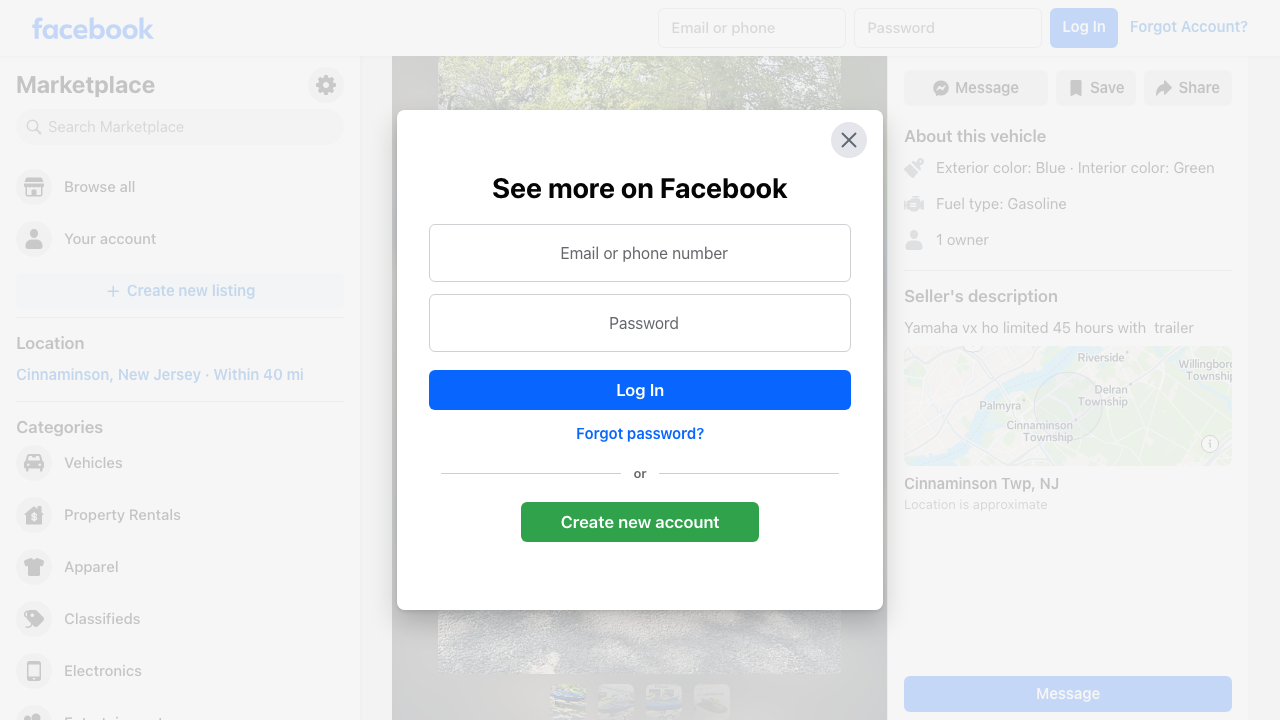 facebook
Email or phone
Password
Log In
Forgot Account?
Marketplace
Search Marketplace
Browse all
Your account
Create new listing
Location
Cinnaminson, New Jersey · Within 40 mi
Categories
Vehicles
Property Rentals
Apparel
Classifieds
Electronics
See more on Facebook
Email or phone number
Password
Log In
Forgot password?
or
Create new account
Message
Save
Share
About this vehicle
Exterior color: Blue · Interior color: Green
Fuel type: Gasoline
1 owner
Seller's description
Yamaha vx ho limited 45 hours with  trailer
Riverside
Willingboro
Township
Delran
Township
Palmyra
Cinnaminson
Township
Cinnaminson Twp, NJ
Location is approximate
Message